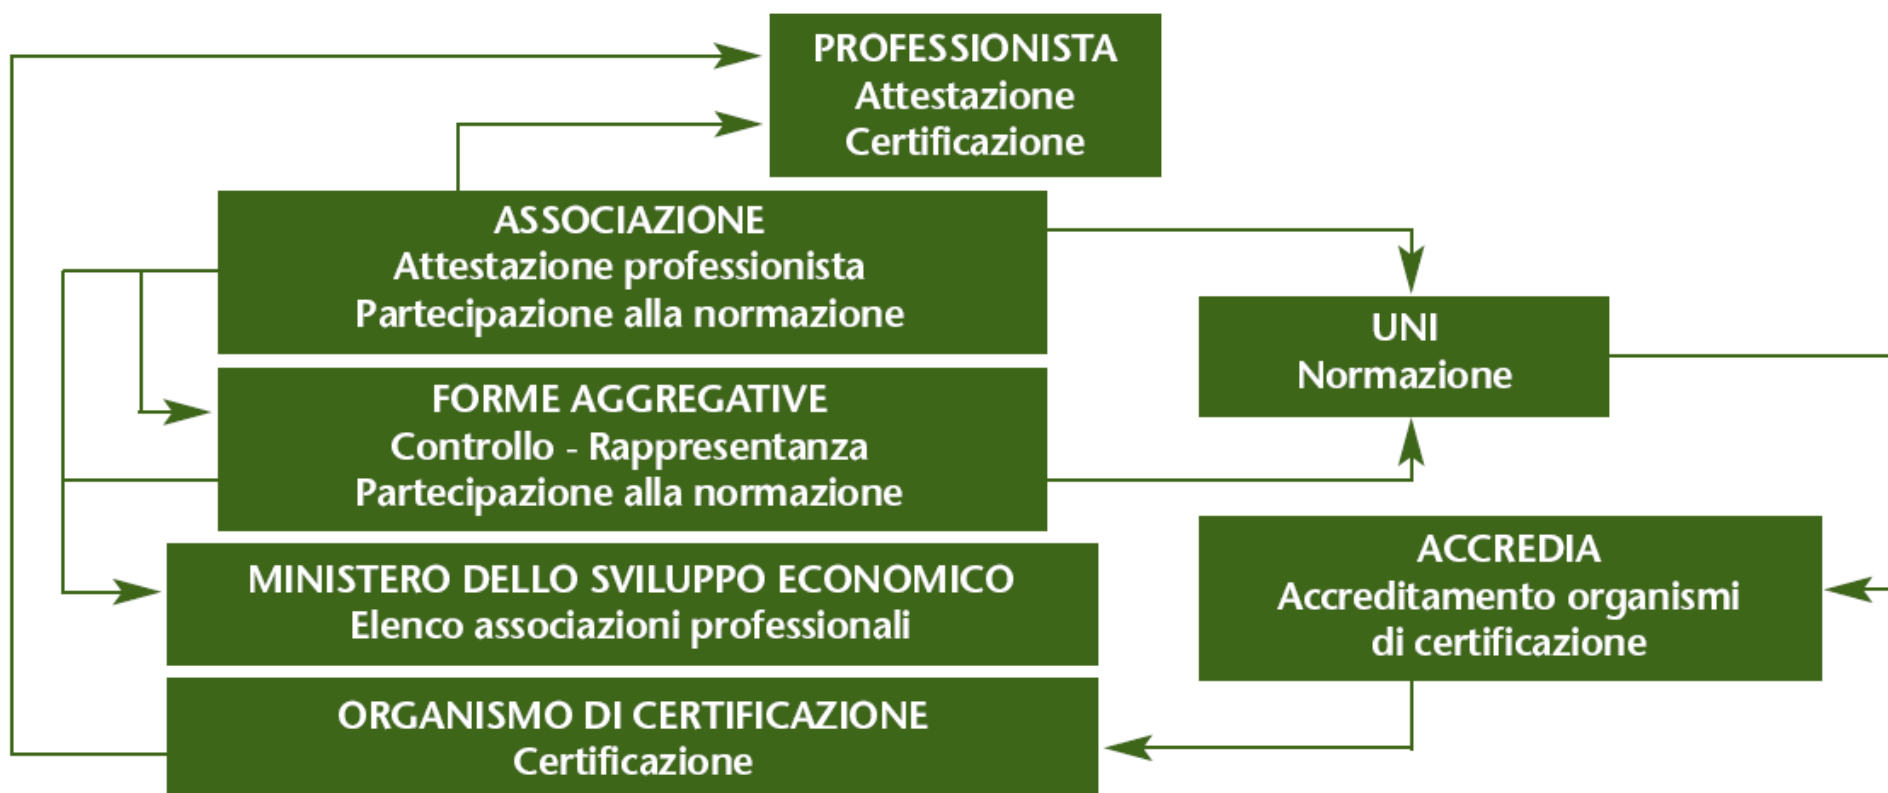 PROFESSIONISTA
Attestazione
Certificazione
ASSOCIAZIONE
Attestazione professionista
Partecipazione alla normazione
UNI
Normazione
FORME AGGREGATIVE
Controllo - Rappresentanza
Partecipazione alla normazione
MINISTERO DELLO SVILUPPO ECONOMICO
Elenco associazioni professionali
ACCREDIA
Accreditamento organismi
di certificazione
ORGANISMO DI CERTIFICAZIONE
Certificazione